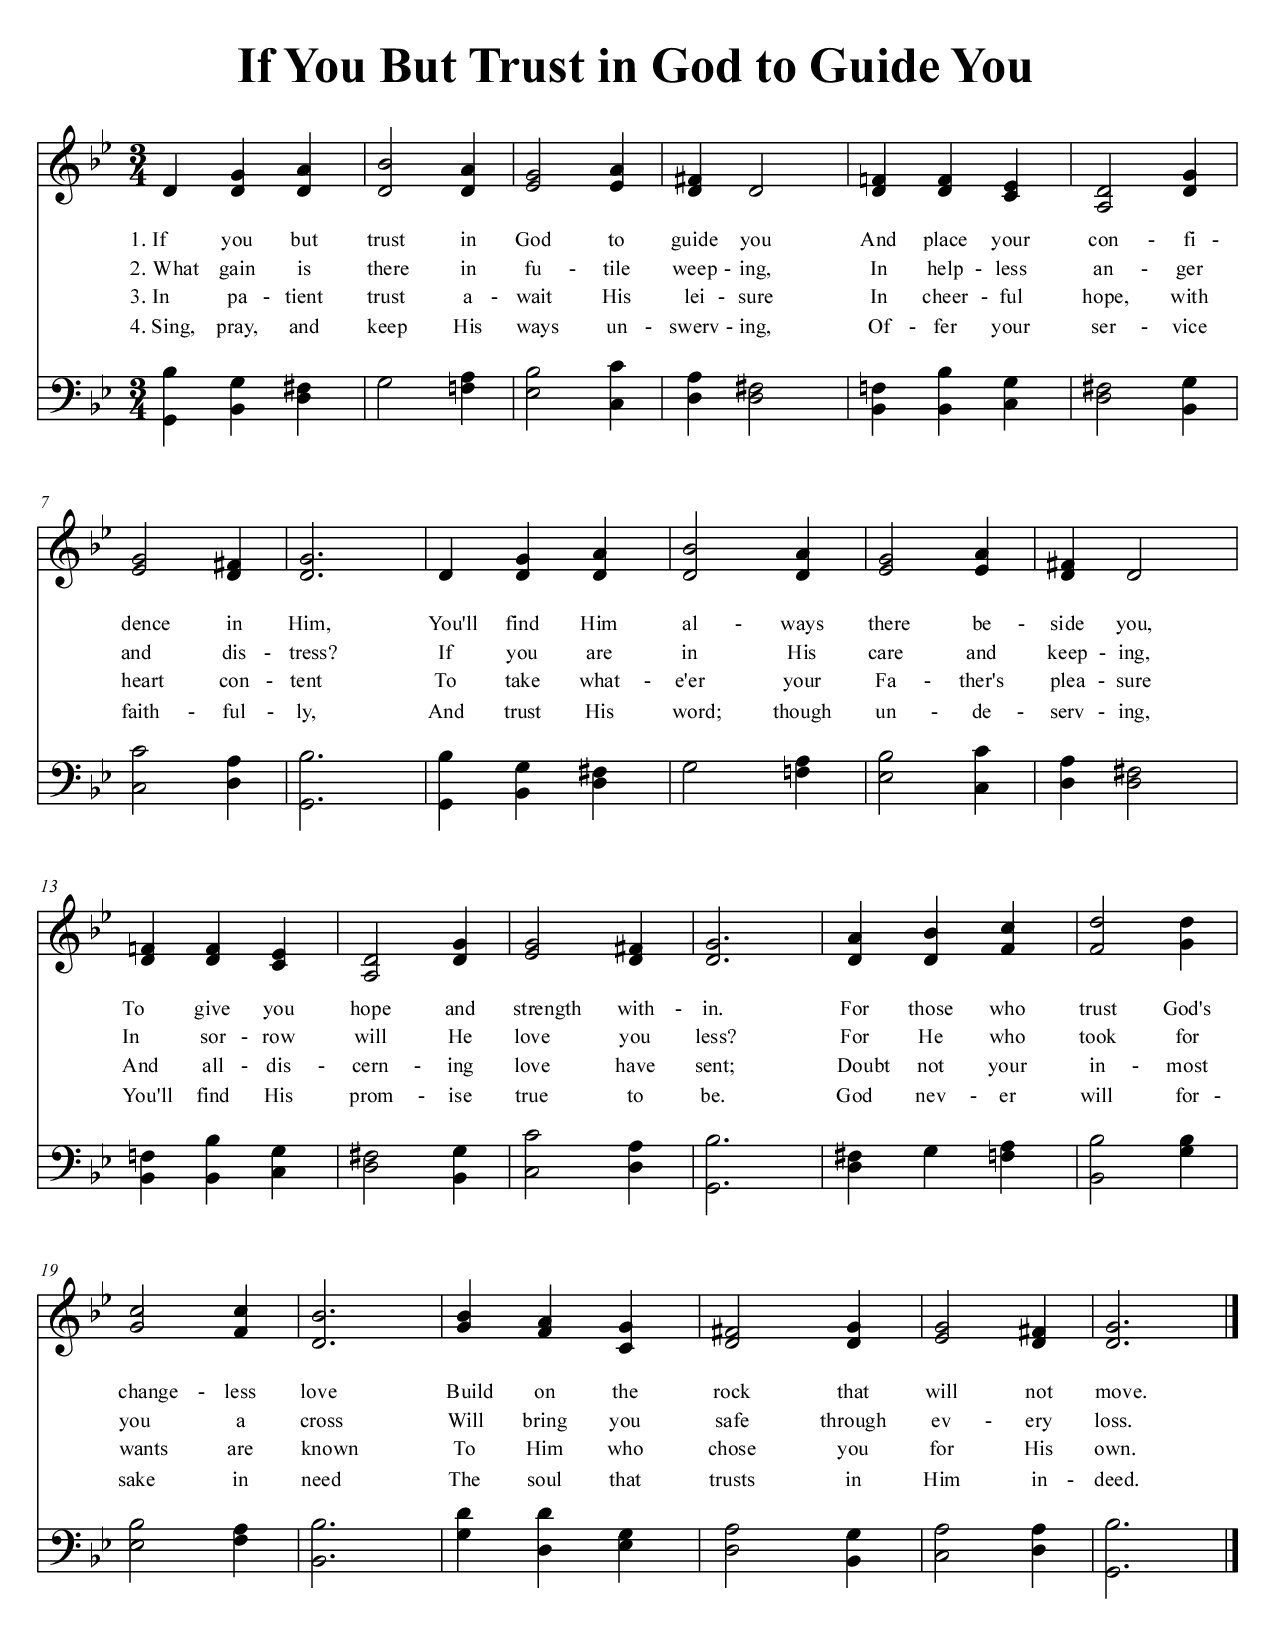 If You But Trust in God to Guide You
3 4
1. If you but trust in God to guide you And place your con - fi -
2. What gain is there in fu - tile weep - ing, In help - less an - ger
3. In pa - tient trust a - wait His lei - sure In cheer - ful hope, with
4. Sing, pray, and keep His ways un - swerv - ing, Of - fer your ser - vice
3 4
7
dence in Him, You'll find Him al - ways there be - side you,
and dis - tress? If you are in His care and keep - ing,
heart con - tent To take what - e'er your Fa - ther's plea - sure
faith - ful - ly, And trust His word; though un - de - serv - ing,
13
To give you hope and strength with - in. For those who trust God's
In sor - row will He love you less? For He who took for
And all - dis - cern - ing love have sent; Doubt not your in - most
You'll find His prom - ise true to be. God nev - er will for -
19
change - less love Build on the rock that will not move.
you a cross Will bring you safe through ev - ery loss.
wants are known To Him who chose you for His own.
sake in need The soul that trusts in Him in - deed.